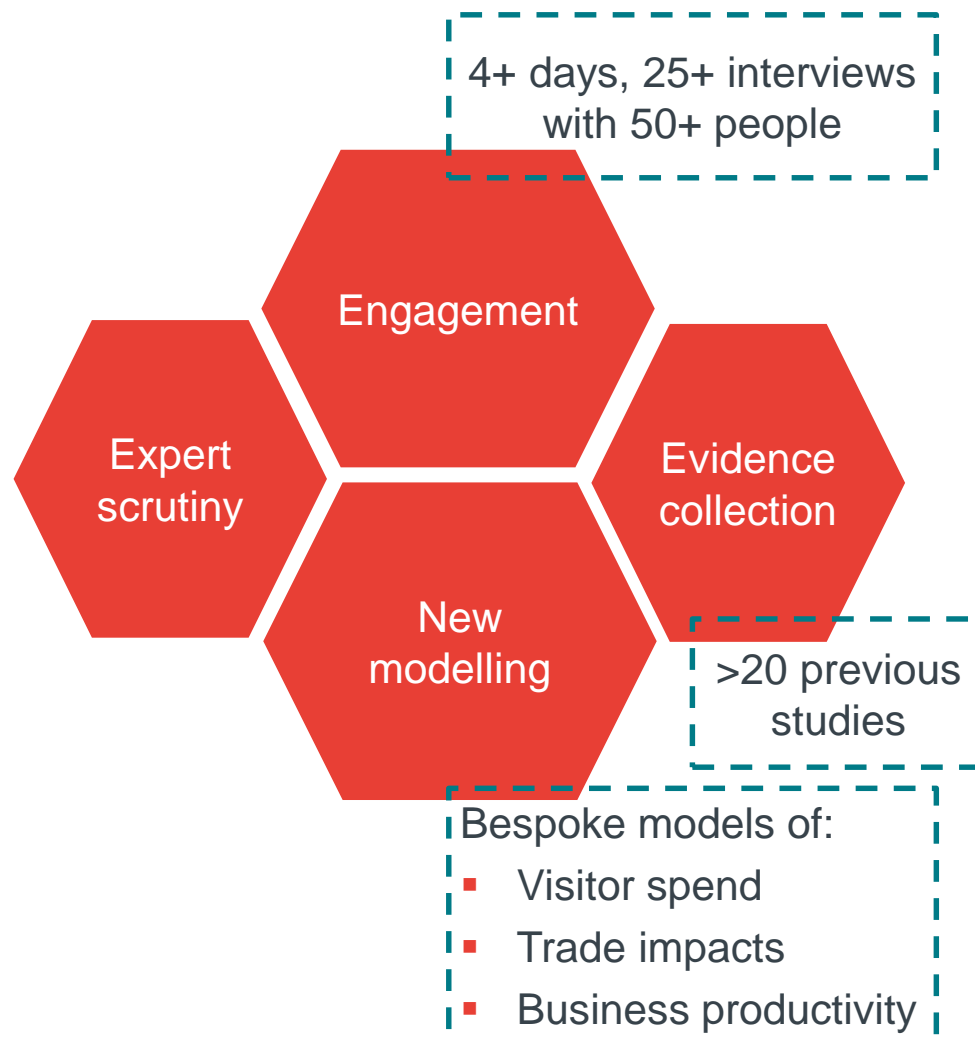 4+ days, 25+ interviews
with 50+ people
Engagement
Expert
scrutiny
Evidence
collection
New
modelling
>20 previous
studies
Bespoke models of:
▪ Visitor spend
▪ Trade impacts
▪ Business productivity